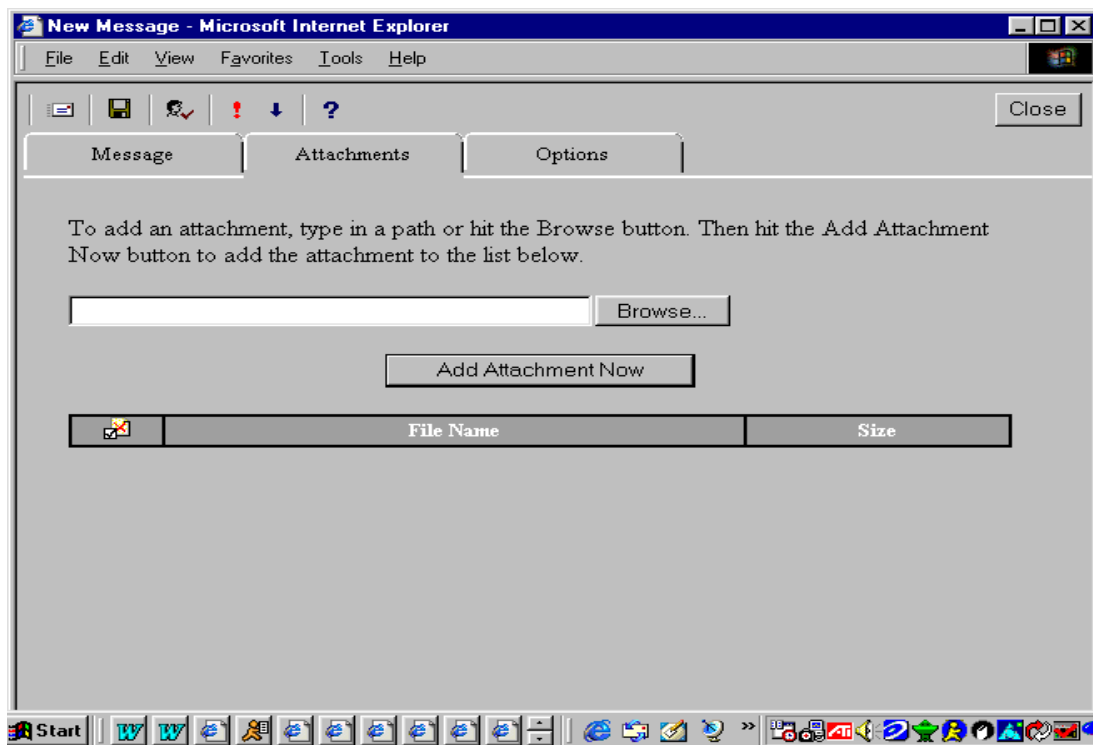 New Message - Microsoft Internet Explorer
File Edit View Favorites Tools Help
Close
Message Attachments Options
To add an attachment, type in a path or hit the Browse button. Then hit the Add Attachment
Now button to add the attachment to the list below.
Browse...
Add Attachment Now
File Name Size
Start